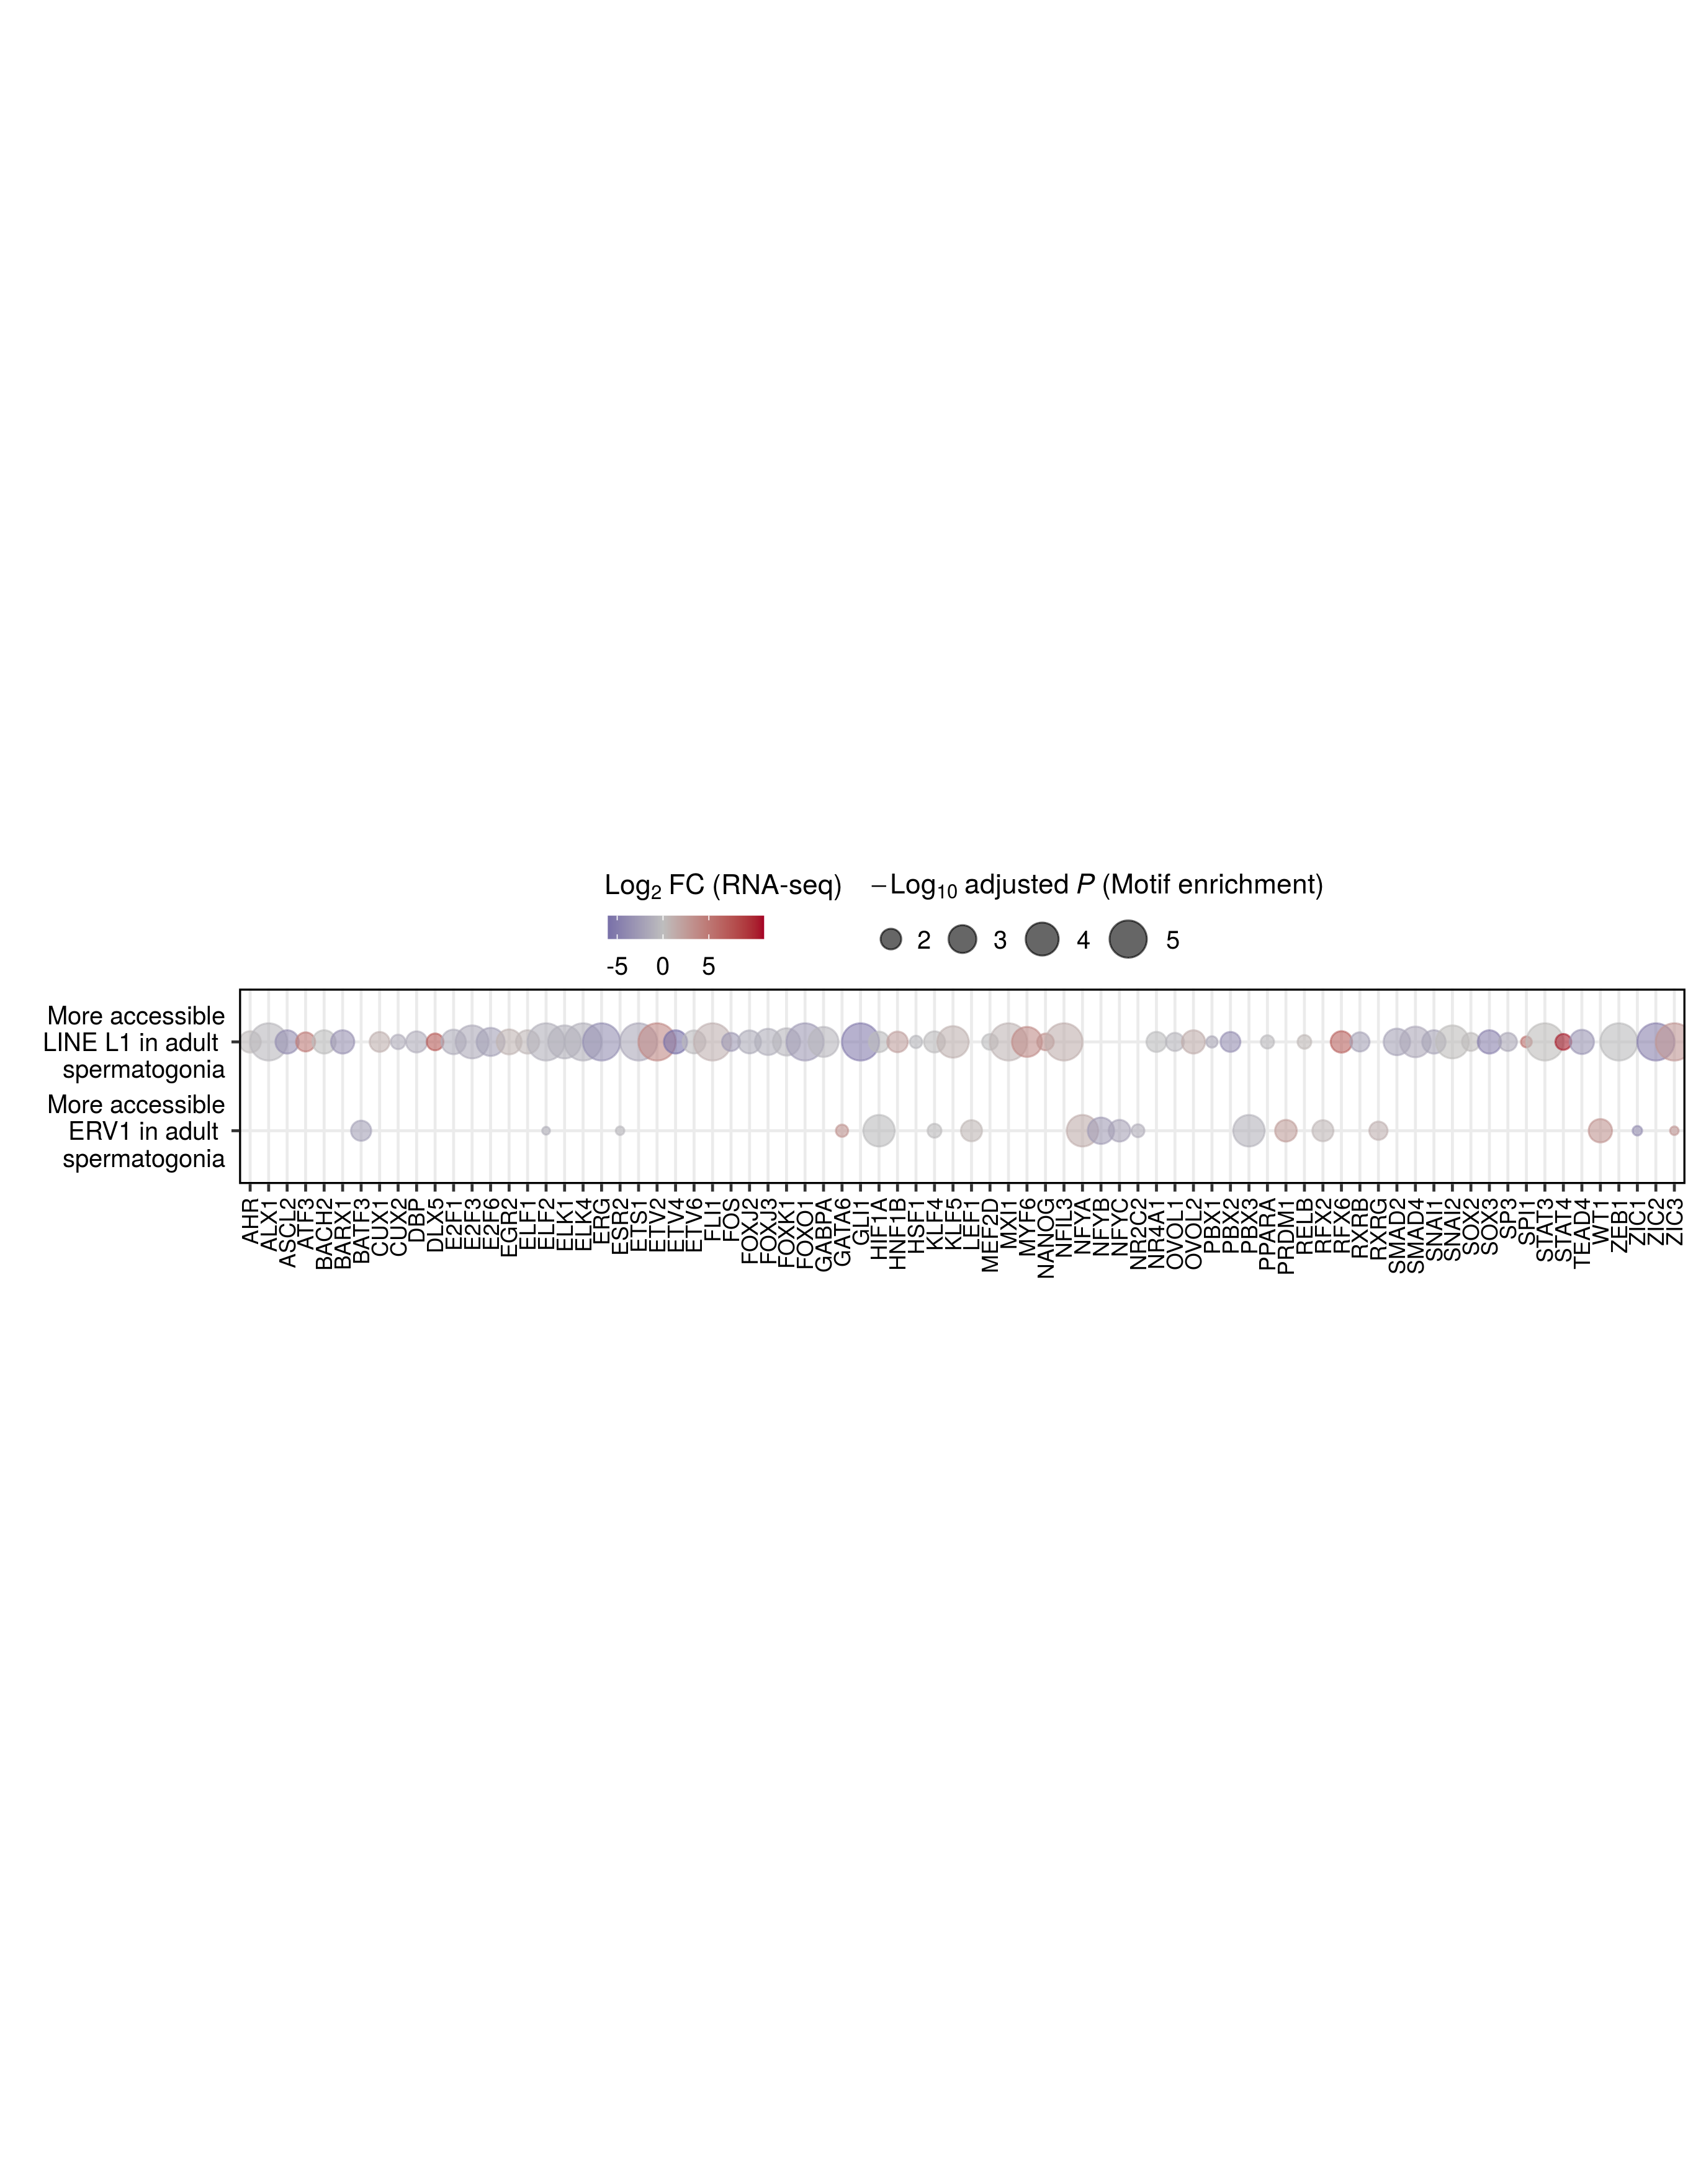 Log2 FC (RNA-seq)
−Log10 adjusted P (Motif enrichment)
-5 0 5
2 3 4 5
More accessible
LINE L1 in adult
spermatogonia
More accessible
ERV1 in adult
spermatogonia
AHR
ALX1
ASCL2
ATF3
BACH2
BARX1
BATF3
CUX1
CUX2
DBP
DLX5
E2F1
E2F3
E2F6
EGR2
ELF1
ELF2
ELK1
ELK4
ERG
ESR2
ETS1
ETV2
ETV4
ETV6
FLI1
FOS
FOXJ2
FOXJ3
FOXK1
FOXO1
GABPA
GATA6
GLI1
HIF1A
HNF1B
HSF1
KLF4
KLF5
LEF1
MEF2D
MXI1
MYF6
NANOG
NFIL3
NFYA
NFYB
NFYC
NR2C2
NR4A1
OVOL1
OVOL2
PBX1
PBX2
PBX3
PPARA
PRDM1
RELB
RFX2
RFX6
RXRB
RXRG
SMAD2
SMAD4
SNAI1
SNAI2
SOX2
SOX3
SP3
SPI1
STAT3
STAT4
TEAD4
WT1
ZEB1
ZIC1
ZIC2
ZIC3